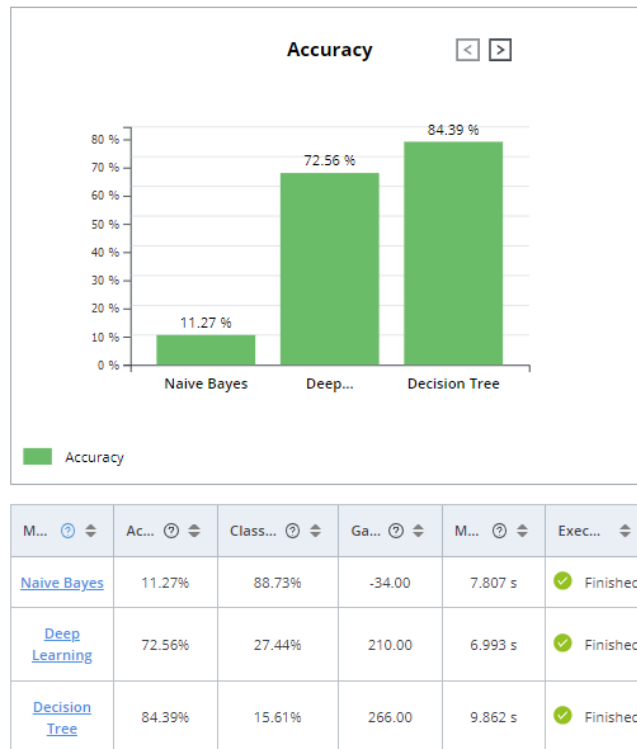 Accuracy
< >
84.39 %
80 %
72.56 %
70 %
60 %
50 %
40 %
30 %
20 %
11.27 %
10 %
0 %
Naive Bayes Deep... Decision Tree
Accuracy
M... ? Ac... ? Class... ? Ga... ? M... ? Exec...
Naive Bayes 11.27% 88.73% -34.00 7.807 s Finished
Deep
Learning 72.56% 27.44% 210.00 6.993 s Finished
Decision
Tree 84.39% 15.61% 266.00 9.862 s Finished